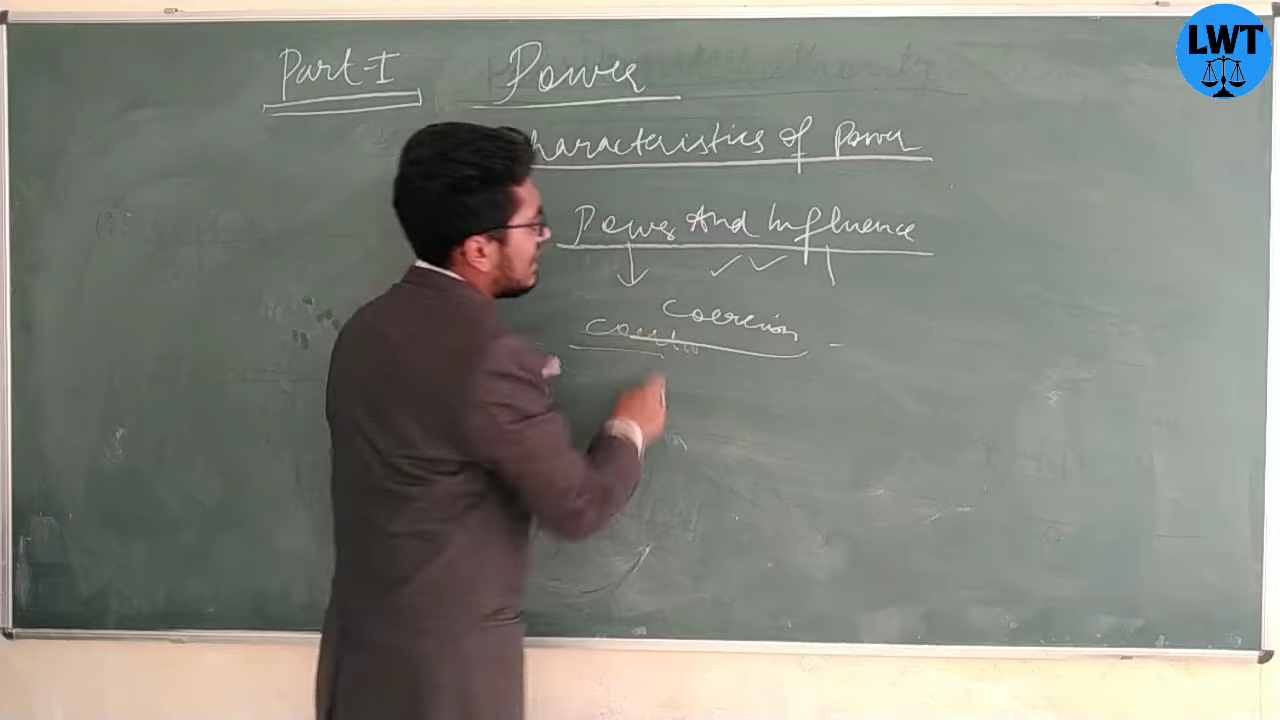 LWT
Part-I Power
Characteristics of Power
Power And Influence
Coercion